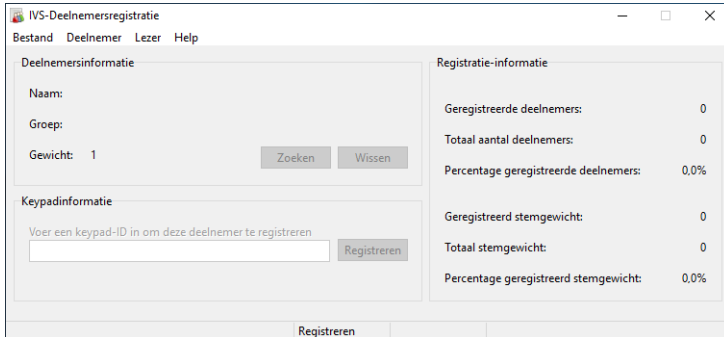 IVS-Deelnemersregistratie
Bestand Deelnemer Lezer Help
Deelnemersinformatie
Naam:
Groep:
Gewicht: 1
Zoeken Wissen
Keypadinformatie
Voer een keypad-ID in om deze deelnemer te registreren
Registreren
Registratie-informatie
Geregistreerde deelnemers: 0
Totaal aantal deelnemers: 0
Percentage geregistreerde deelnemers: 0,0%
Geregistreerd stemgewicht: 0
Totaal stemgewicht: 0
Percentage geregistreerd stemgewicht: 0,0%
Registreren